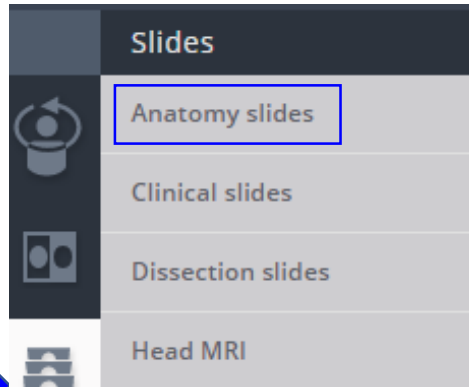 Slides
Anatomy slides
Clinical slides
Dissection slides
Head MRI